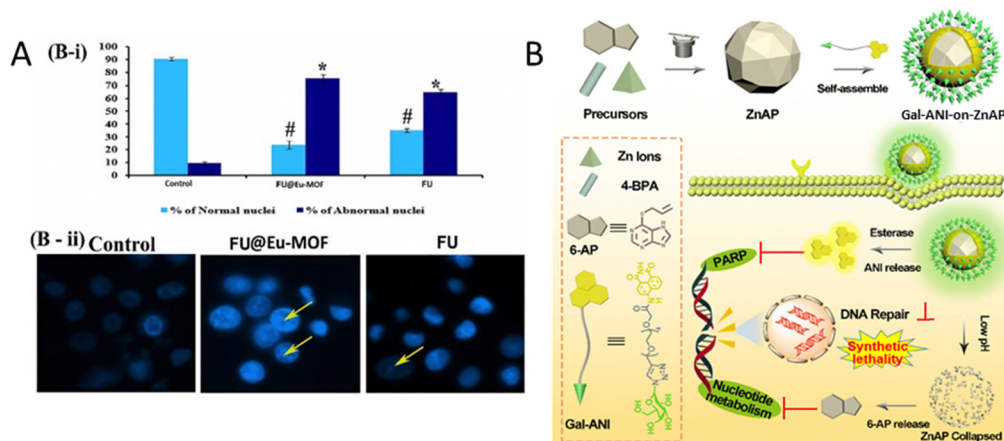 A
(B-i)
100
90
80
70
60
50
40
30
20
10
0
#
*
#
*
Control
FU@Eu-MOF
FU
% of Normal nuclei
% of Abnormal nuclei
(B - ii)
Control
FU@Eu-MOF
FU
B
Precursors
ZnAP
Self-assemble
Gal-ANI-on-ZnAP
Zn Ions
4-BPA
6-AP
Gal-ANI
PARP
Esterase
ANI release
DNA Repair
Synthetic
lethality
Low pH
Nucleotide
metabolism
6-AP release
ZnAP Collapsed